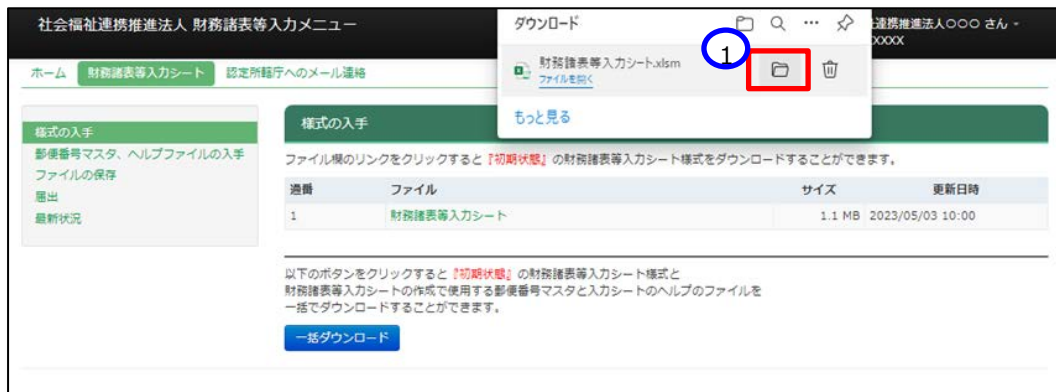 社会福祉連携推進法人 財務諸表等入力メニュー
ダウンロード
連携推進法人○○○ さん
XXXX
ホーム 財務諸表等入力シート 認定所轄庁へのメール連絡
1
財務諸表等入力シート.xlsm
ファイルを開く
もっと見る
様式の入手
郵便番号マスタ、ヘルプファイルの入手
ファイルの保存
届出
最新状況
様式の入手
ファイル欄のリンクをクリックすると『初期状態』の財務諸表等入力シート様式をダウンロードすることができます。
通番 ファイル サイズ 更新日時
1 財務諸表等入力シート 1.1 MB 2023/05/03 10:00
以下のボタンをクリックすると『初期状態』の財務諸表等入力シート様式と
財務諸表等入力シートの作成で使用する郵便番号マスタと入力シートのヘルプのファイルを
一括でダウンロードすることができます。
一括ダウンロード